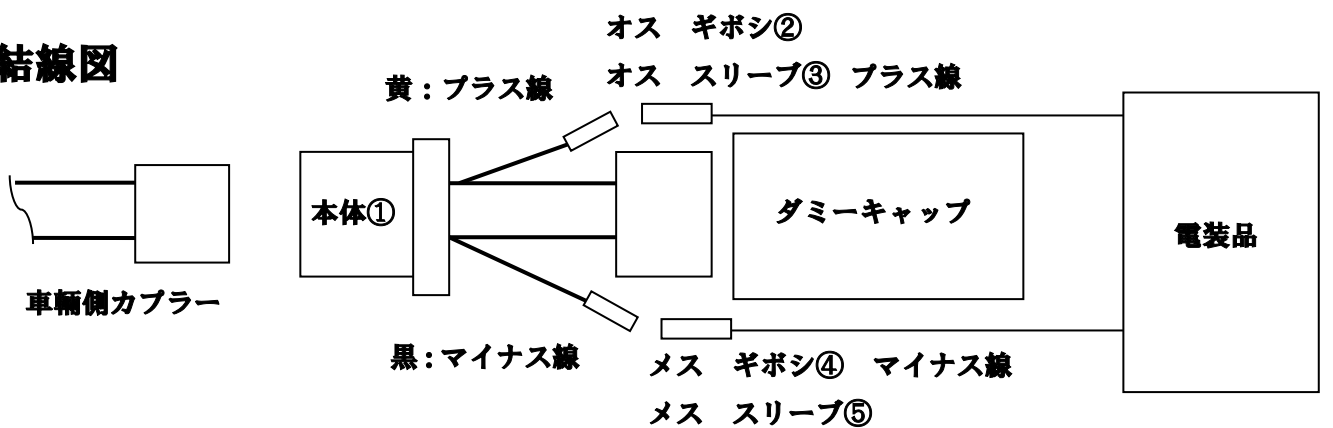 結線図
オス ギボシ②
オス スリーブ③ プラス線
黄：プラス線
本体①
ダミーキャップ
電装品
車輌側カプラー
黒：マイナス線
メス ギボシ④ マイナス線
メス スリーブ⑤